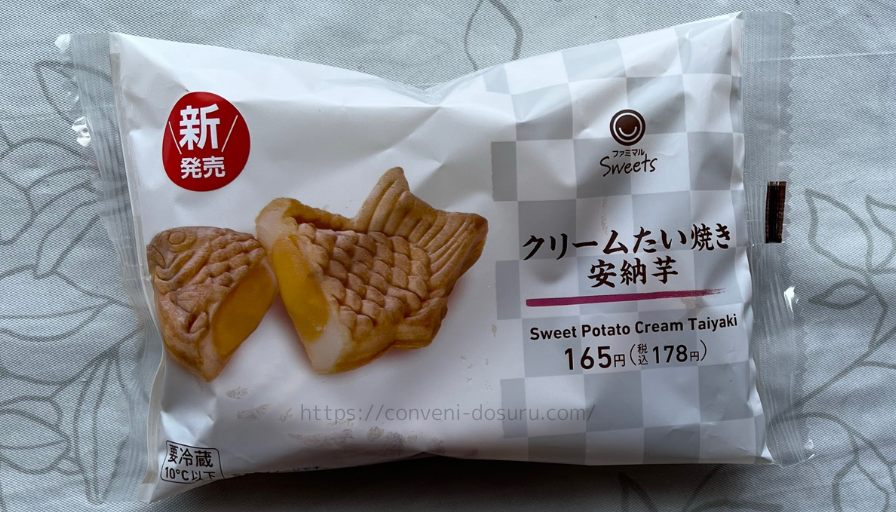 新
発売
ファミマル
Sweets
クリームたい焼き
安納芋
Sweet Potato Cream Taiyaki
165円(税込178円)
https://conveni-dosuru.com/
要冷蔵
10°C以下